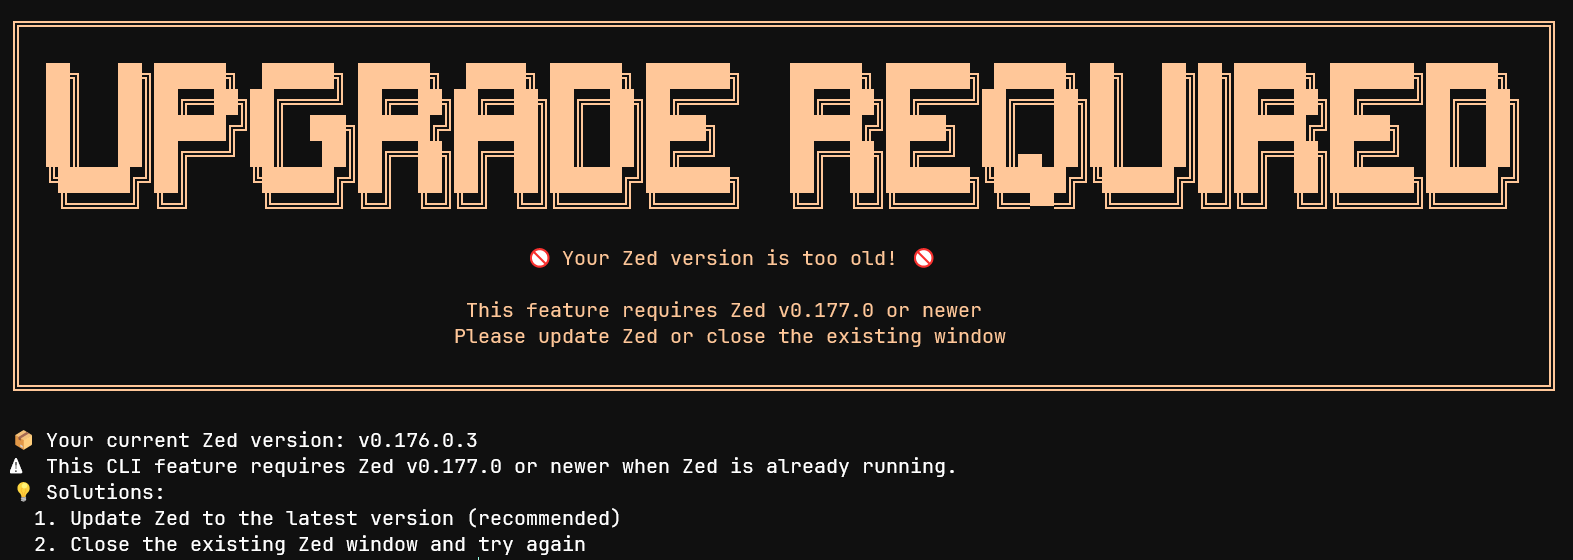 UPGRADE REQUIRED
🚫 Your Zed version is too old! 🚫
This feature requires Zed v0.177.0 or newer
Please update Zed or close the existing window
📦 Your current Zed version: v0.176.0.3
⚠ This CLI feature requires Zed v0.177.0 or newer when Zed is already running.
💡 Solutions:
1. Update Zed to the latest version (recommended)
2. Close the existing Zed window and try again